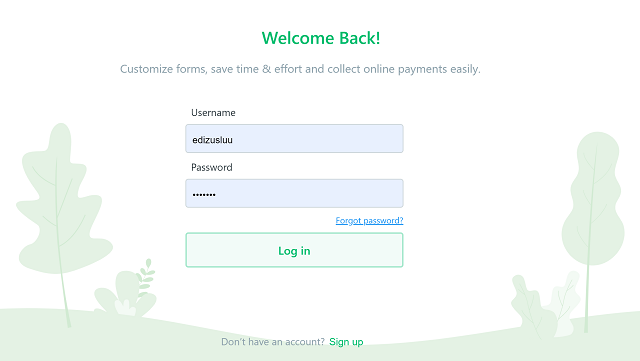 Welcome Back!
Customize forms, save time & effort and collect online payments easily.
Username
edizusluu
Password
•••••••
Forgot password?
Log in
Don't have an account? Sign up